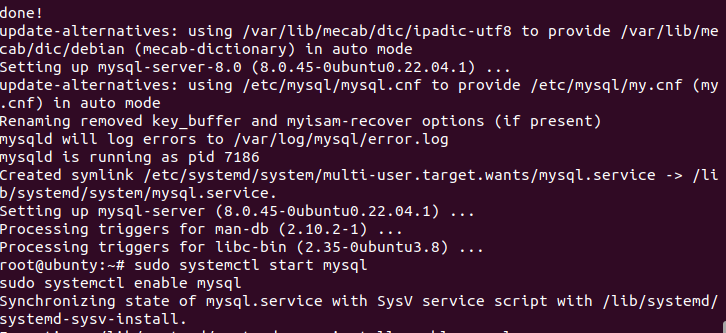 done!
update-alternatives: using /var/lib/mecab/dic/ipadic-utf8 to provide /var/lib/me
cab/dic/debian (mecab-dictionary) in auto mode
Setting up mysql-server-8.0 (8.0.45-0ubuntu0.22.04.1) ...
update-alternatives: using /etc/mysql/mysql.cnf to provide /etc/mysql/my.cnf (my
.cnf) in auto mode
Renaming removed key_buffer and myisam-recover options (if present)
mysqld will log errors to /var/log/mysql/error.log
mysqld is running as pid 7186
Created symlink /etc/systemd/system/multi-user.target.wants/mysql.service -> /li
b/systemd/system/mysql.service.
Setting up mysql-server (8.0.45-0ubuntu0.22.04.1) ...
Processing triggers for man-db (2.10.2-1) ...
Processing triggers for libc-bin (2.35-0ubuntu3.8) ...
root@ubunty:~# sudo systemctl start mysql
sudo systemctl enable mysql
Synchronizing state of mysql.service with SysV service script with /lib/systemd/
systemd-sysv-install.